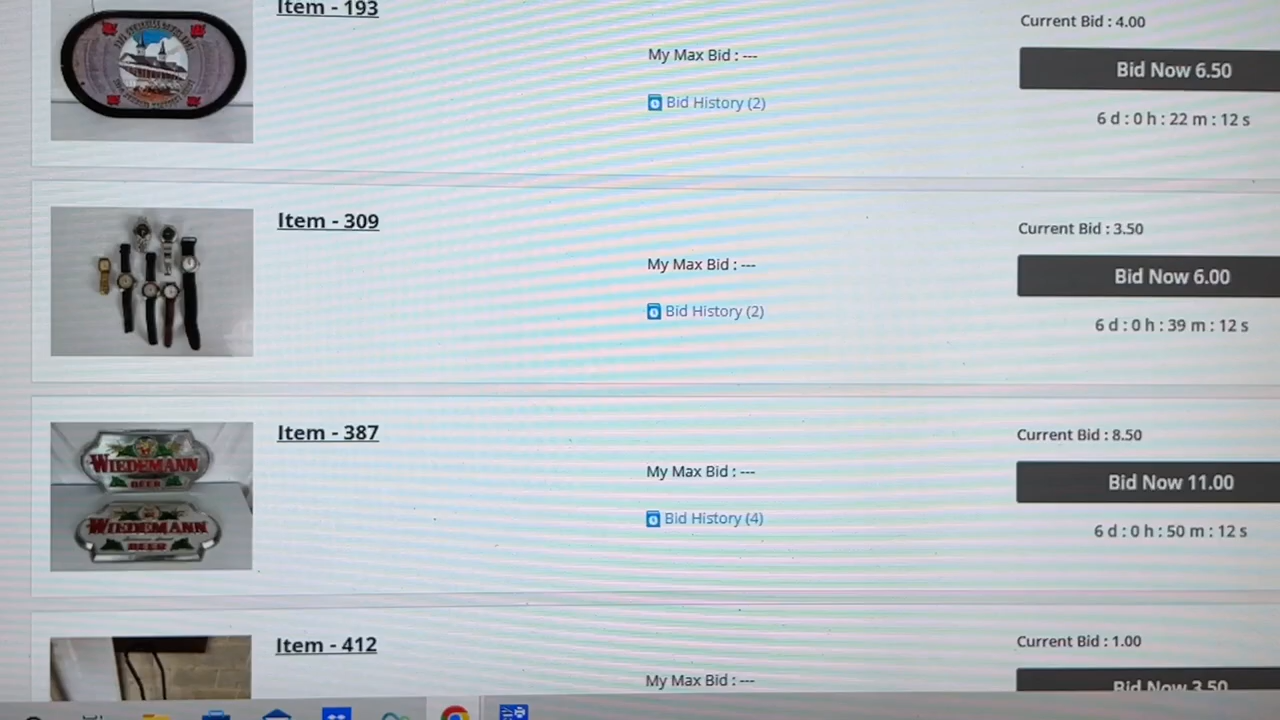 Item - 193
Current Bid : 4.00
My Max Bid : ---
Bid Now 6.50
Bid History (2)
6 d : 0 h : 22 m : 12 s
Item - 309
Current Bid : 3.50
My Max Bid : ---
Bid Now 6.00
Bid History (2)
6 d : 0 h : 39 m : 12 s
Item - 387
Current Bid : 8.50
WIEDEMANN
BEER
My Max Bid : ---
Bid Now 11.00
Bid History (4)
WIEDEMANN
BEER
6 d : 0 h : 50 m : 12 s
Item - 412
Current Bid : 1.00
My Max Bid : ---
Bid Now 3.50